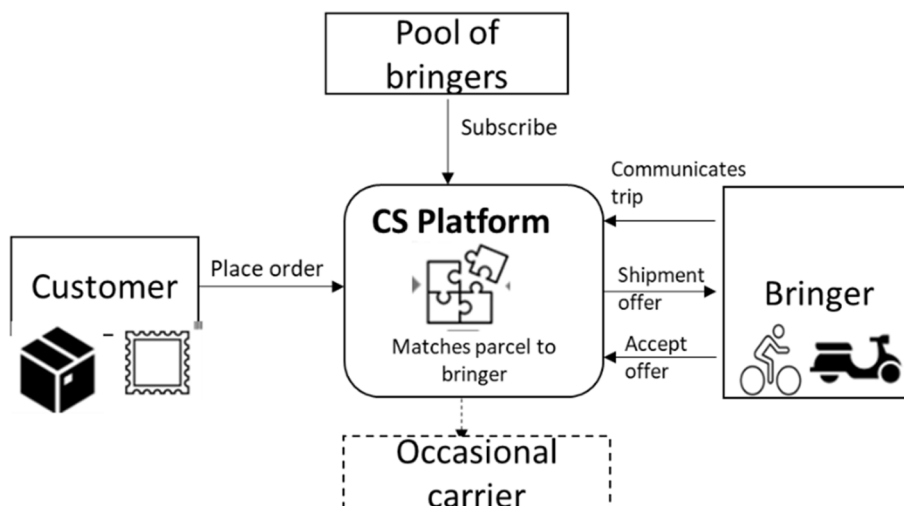 Pool of
bringers
Subscribe
Communicates
trip
CS Platform
Customer
Place order
Shipment
offer
Bringer
Matches parcel to
bringer
Accept
offer
Occasional
carrier